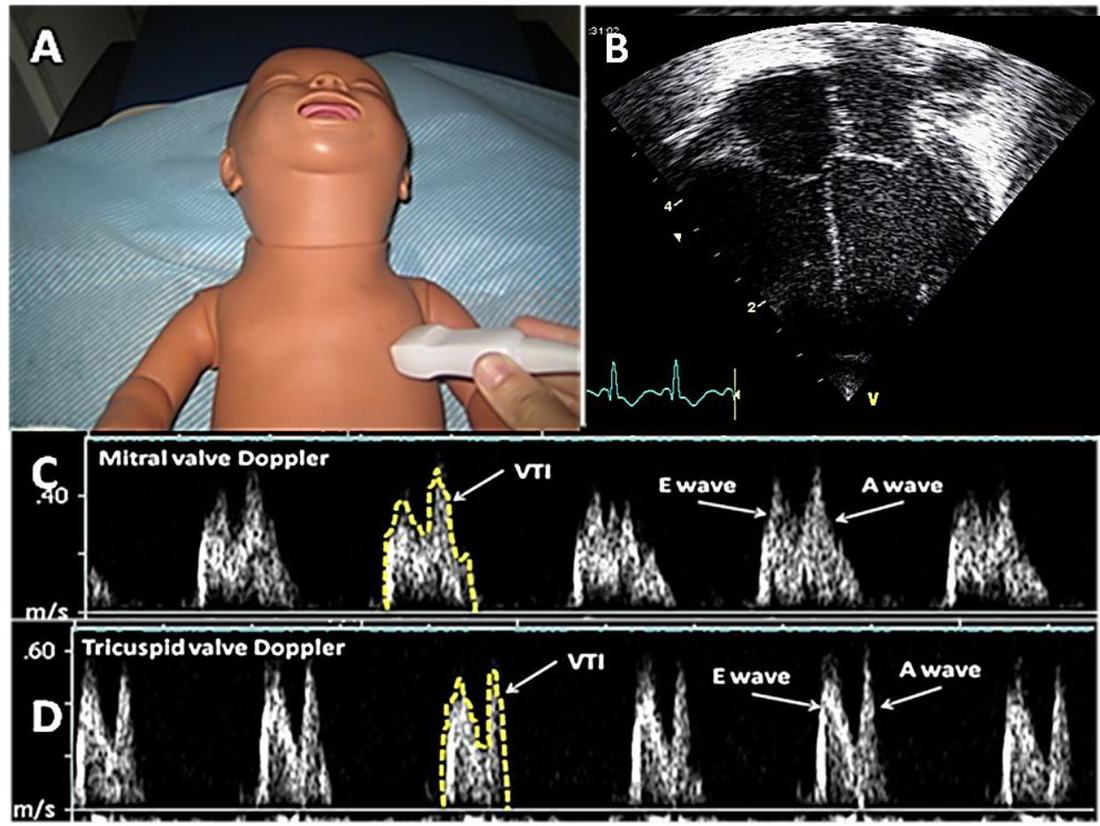 A
:31:02
B
4
2
V
C
Mitral valve Doppler
.40
VTI
E wave
A wave
m/s
Tricuspid valve Doppler
.60
VTI
E wave
A wave
D
m/s